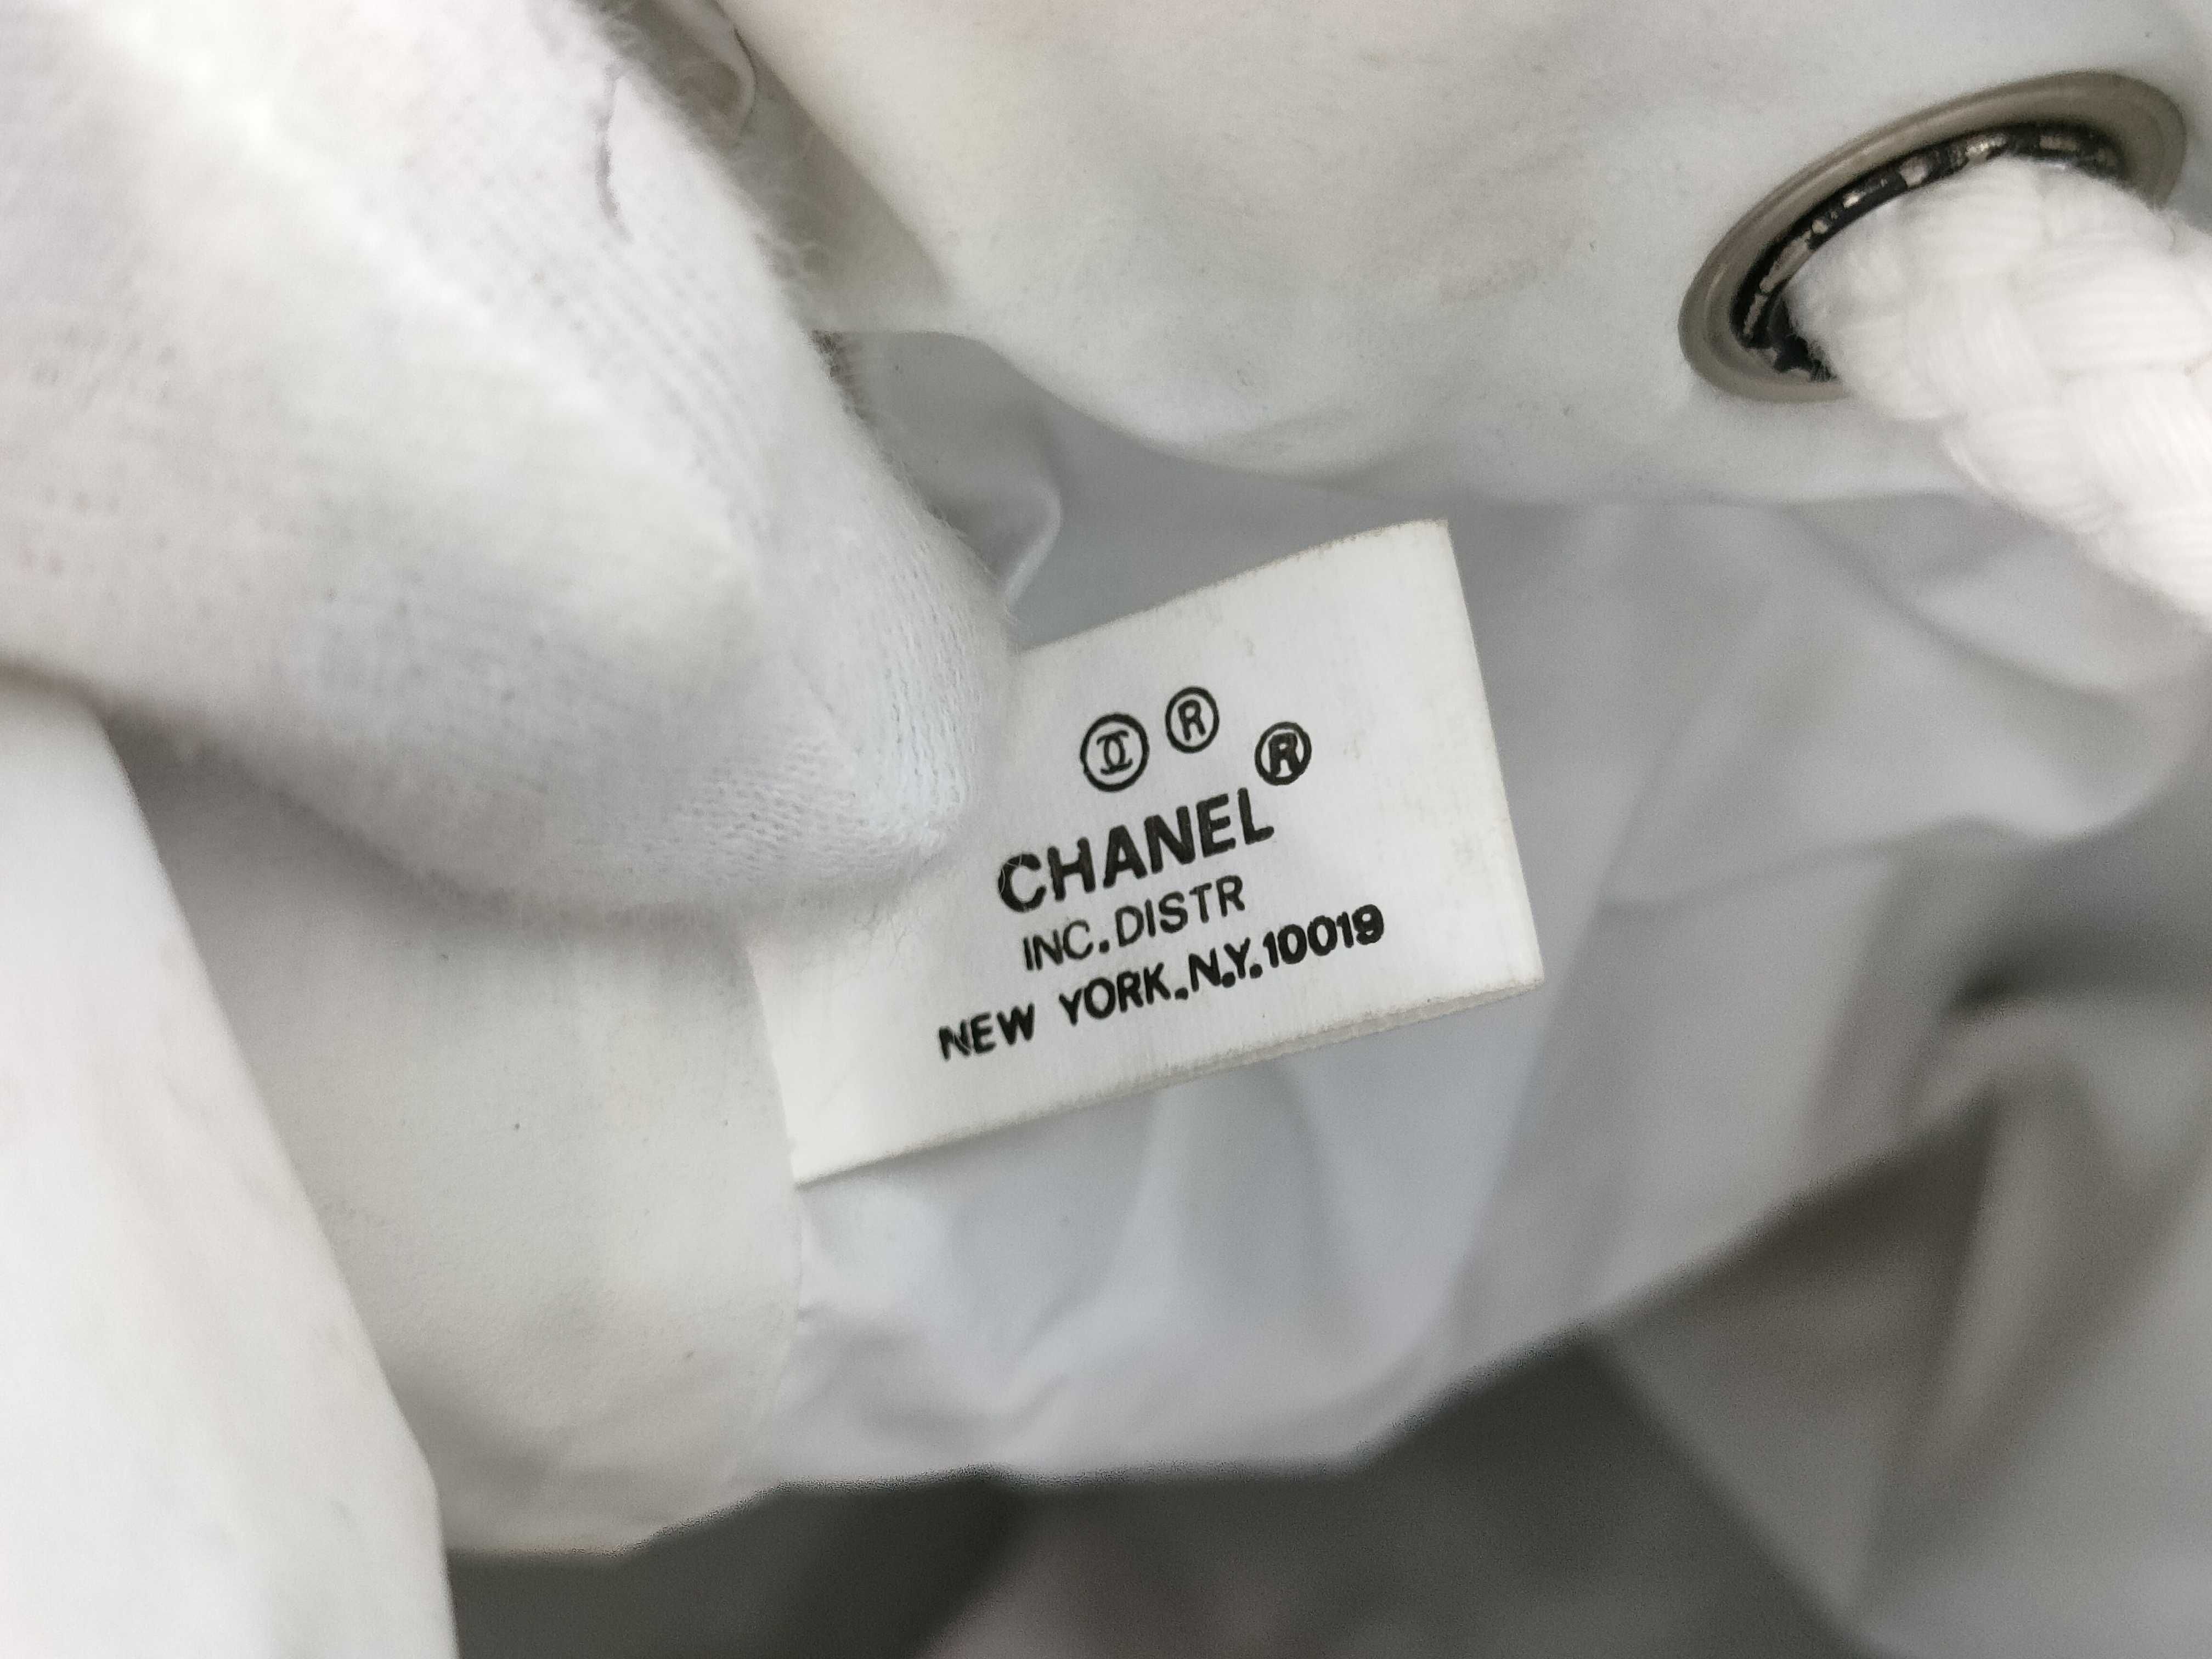 ®
CHANEL®
INC.DISTR
NEW YORK.N.Y.10019